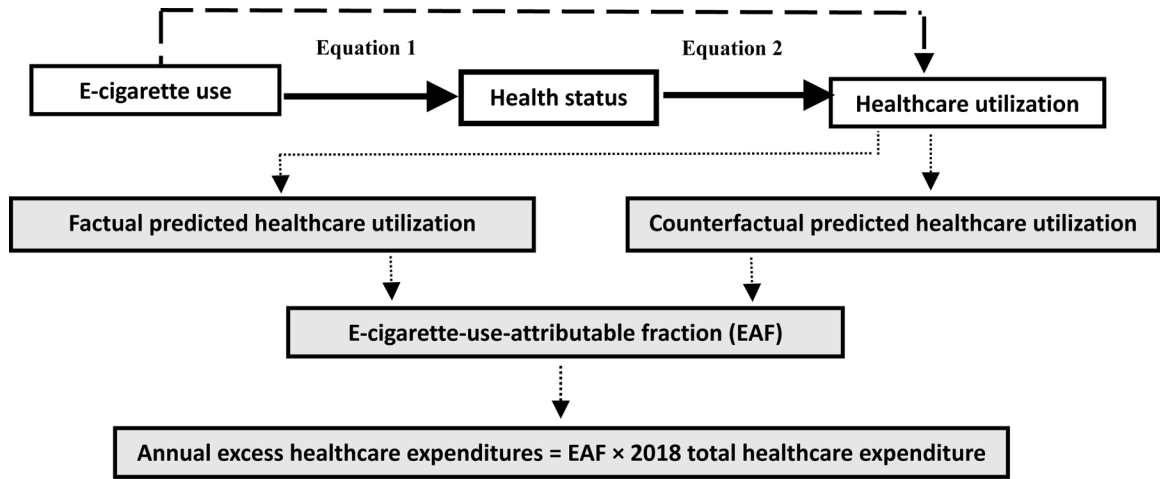 Equation 1
Equation 2
E-cigarette use
Health status
Healthcare utilization
Factual predicted healthcare utilization
Counterfactual predicted healthcare utilization
E-cigarette-use-attributable fraction (EAF)
Annual excess healthcare expenditures = EAF × 2018 total healthcare expenditure